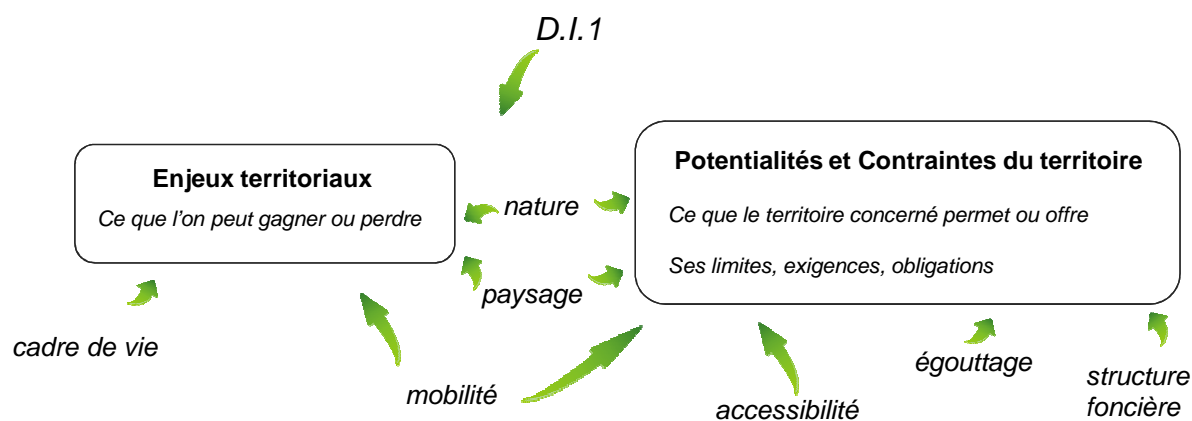 D.I.1
Enjeux territoriaux
Ce que l'on peut gagner ou perdre
nature
paysage
Potentialités et Contraintes du territoire
Ce que le territoire concerné permet ou offre
Ses limites, exigences, obligations
cadre de vie
mobilité
accessibilité
égouttage
structure
foncière